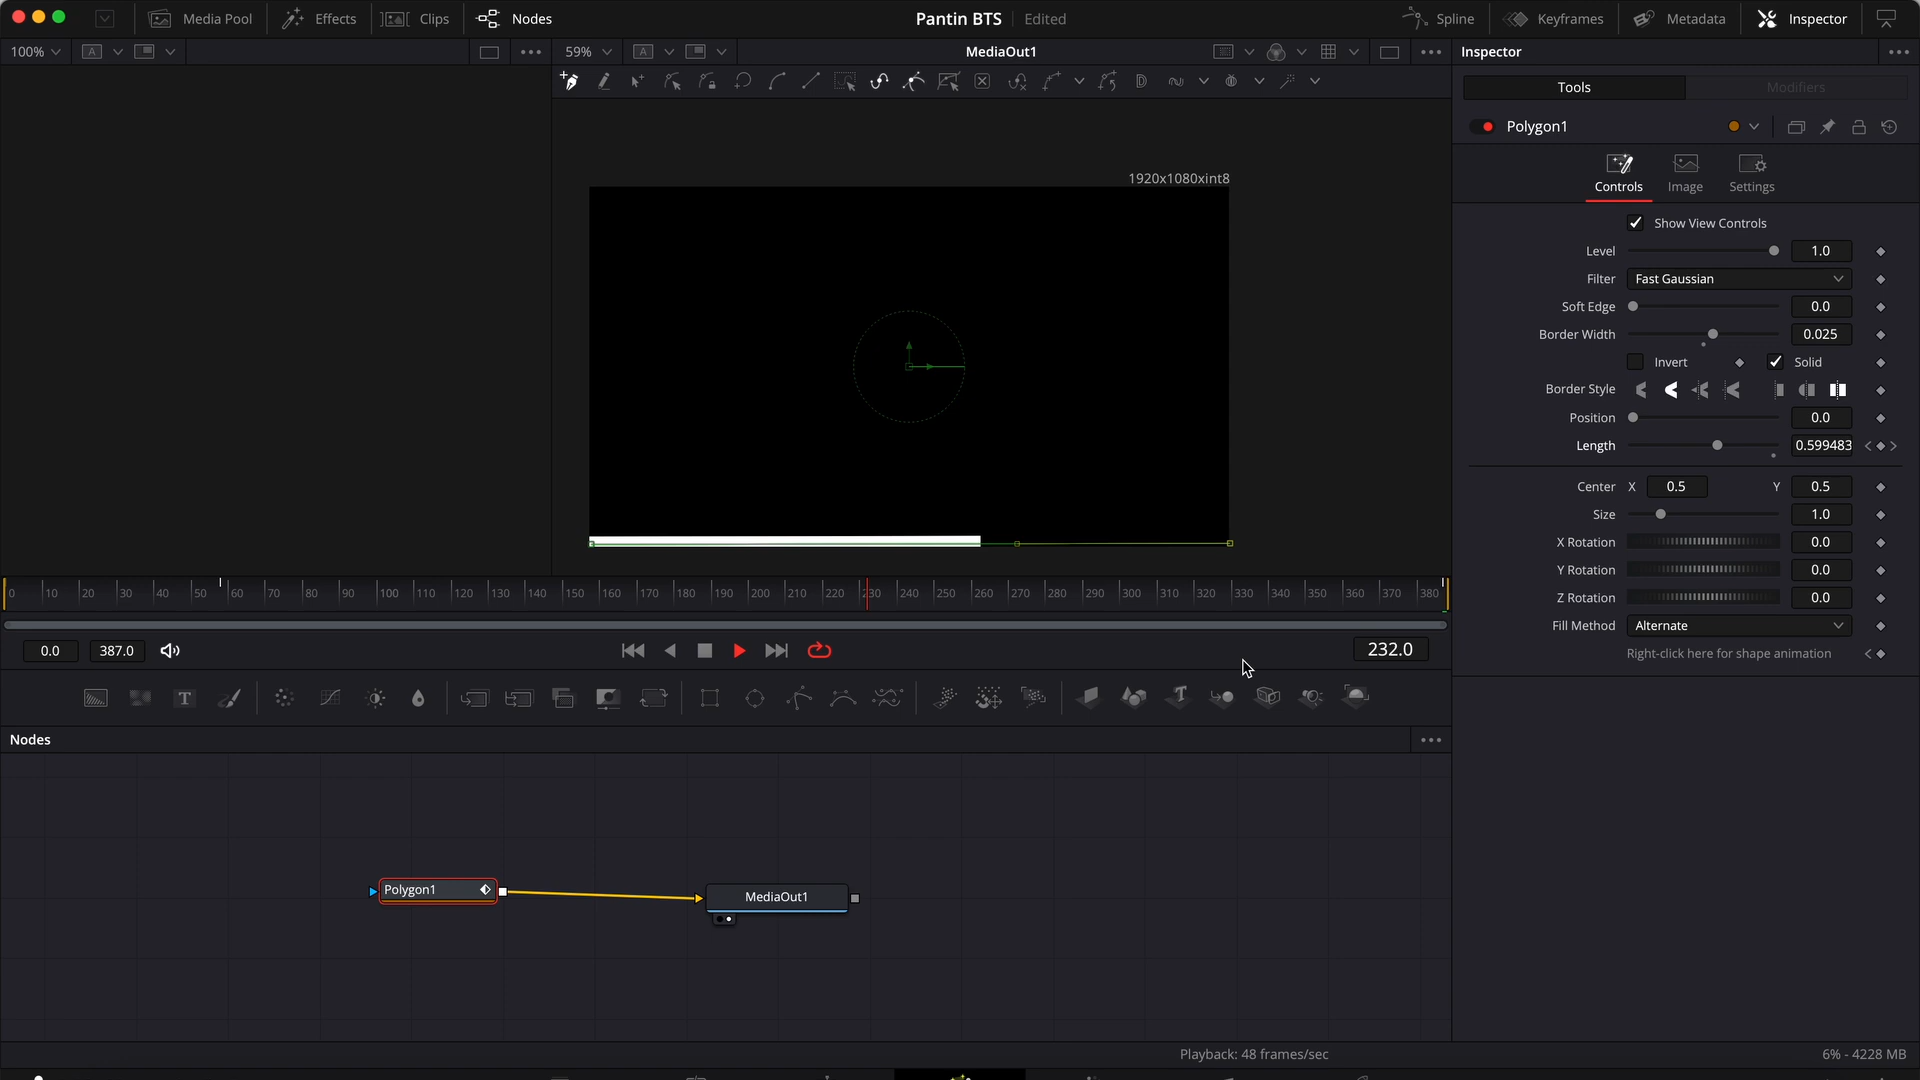 Media Pool
Effects
Clips
Nodes
Pantin BTS
Edited
Spline
Keyframes
Metadata
Inspector
100%
A
59%
A
MediaOut1
Inspector
D
Tools
Modifiers
Polygon1
Controls
Image
Settings
1920x1080xint8
Show View Controls
Level
1.0
Filter
Fast Gaussian
Soft Edge
0.0
Border Width
0.025
Invert
Solid
Border Style
Position
0.0
Length
0.599483
Center
X
0.5
Y
0.5
Size
1.0
X Rotation
0.0
Y Rotation
0.0
Z Rotation
0.0
Fill Method
Alternate
Right-click here for shape animation
0 10 20 30 40 50 60 70 80 90 100 110 120 130 140 150 160 170 180 190 200 210 220 230 240 250 260 270 280 290 300 310 320 330 340 350 360 370 380
0.0
387.0
232.0
T
T
Nodes
Polygon1
MediaOut1
Playback: 48 frames/sec
6% - 4228 MB